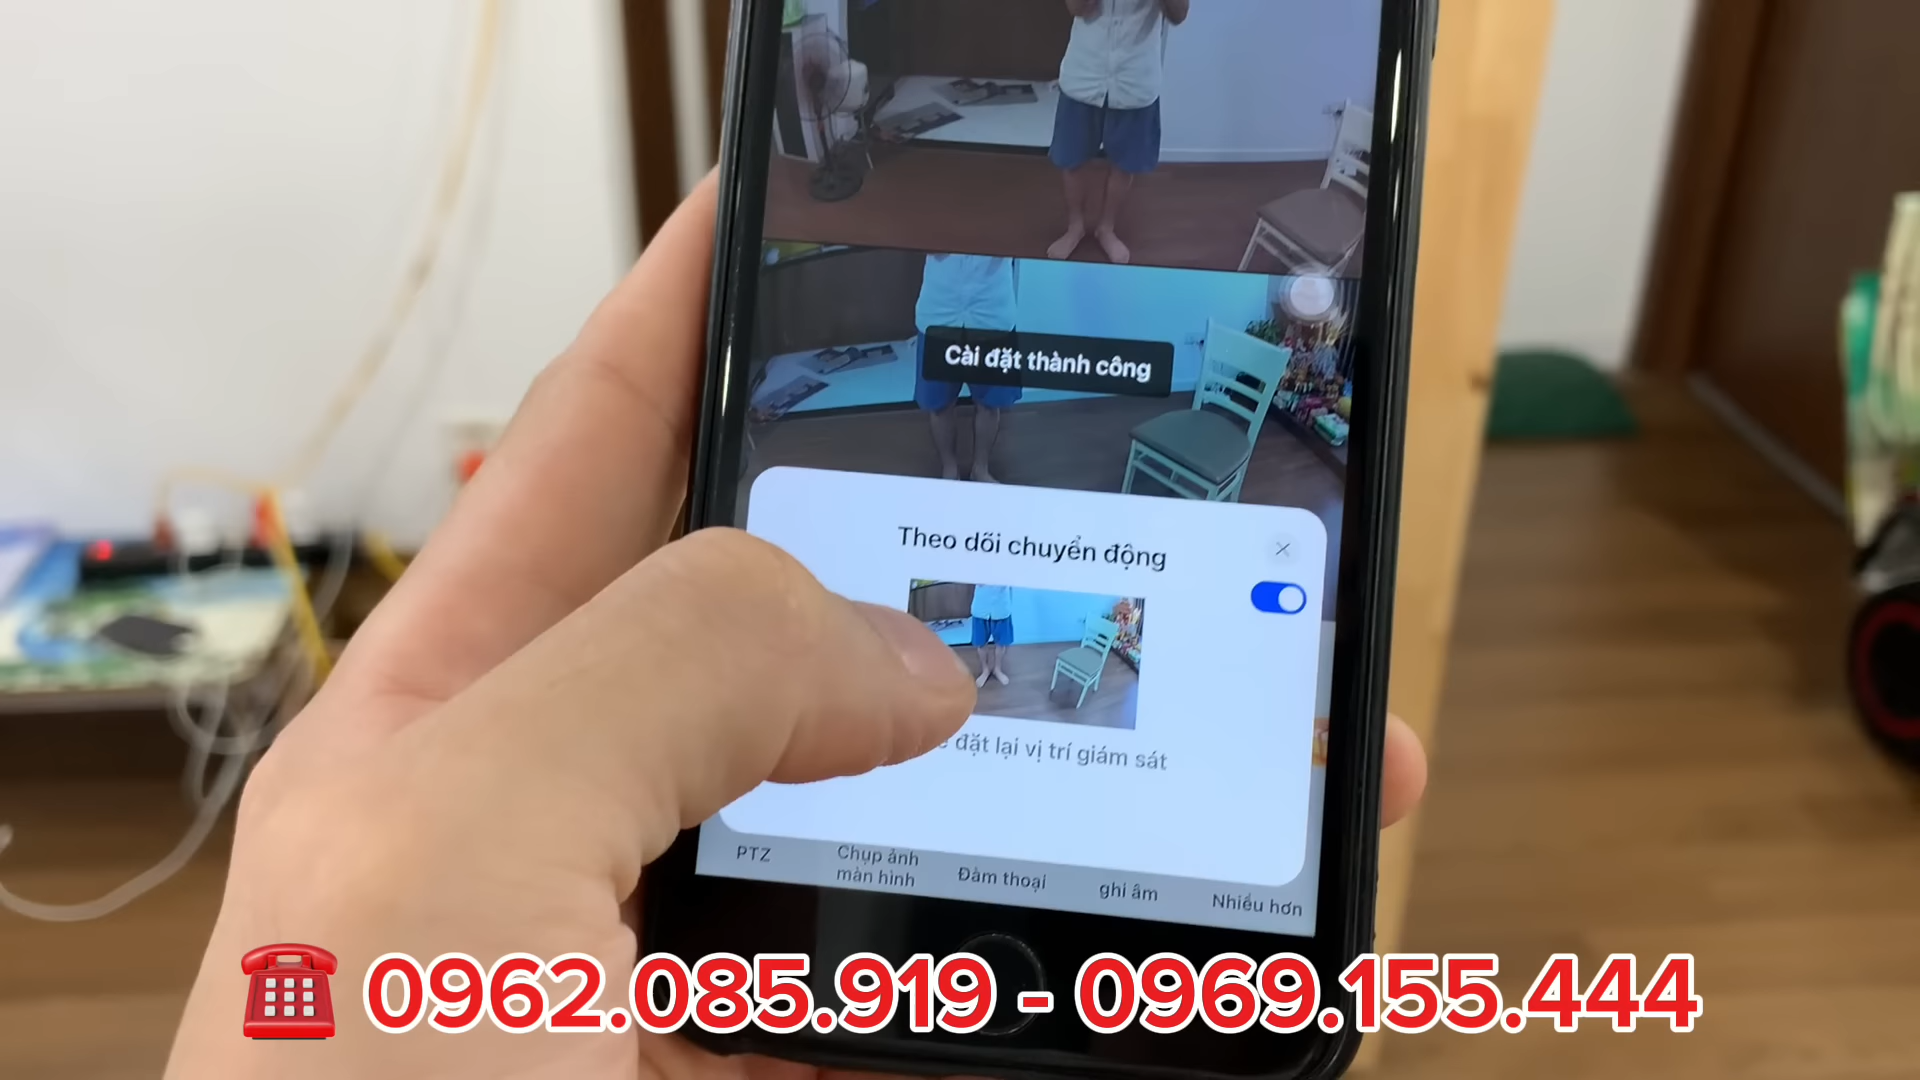 Cài đặt thành công
Theo dõi chuyển động
đặt lại vị trí giám sát
PTZ
Chụp ảnh
màn hình
Đàm thoại
ghi âm
Nhiều hơn
0962.085.919 - 0969.155.444